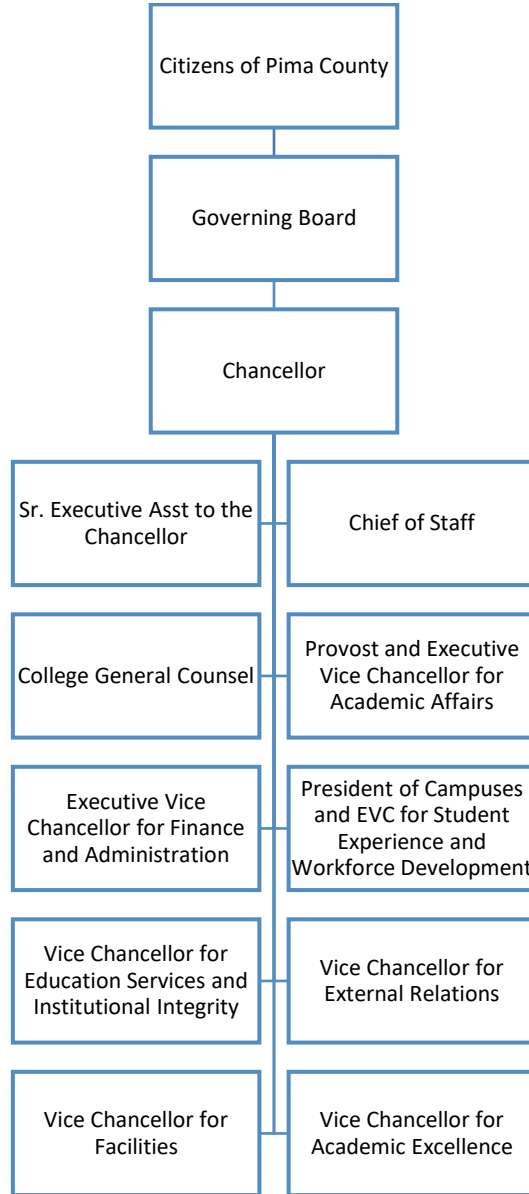 Citizens of Pima County
Governing Board
Chancellor
Sr. Executive Asst to the
Chancellor
Chief of Staff
College General Counsel
Provost and Executive
Vice Chancellor for
Academic Affairs
Executive Vice
Chancellor for Finance
and Administration
President of Campuses
and EVC for Student
Experience and
Workforce Development
Vice Chancellor for
Education Services and
Institutional Integrity
Vice Chancellor for
External Relations
Vice Chancellor for
Facilities
Vice Chancellor for
Academic Excellence